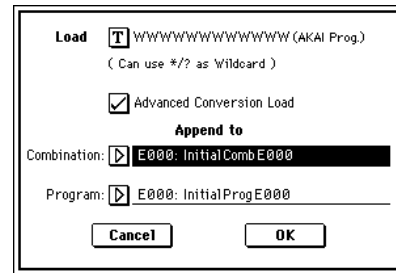 Load T WWWWWWWWWWWW (AKAI Prog.)
( Can use */? as Wildcard )
Advanced Conversion Load
Append to
Combination: E000: InitialCombE000
Program: E000: InitialProgE000
Cancel OK